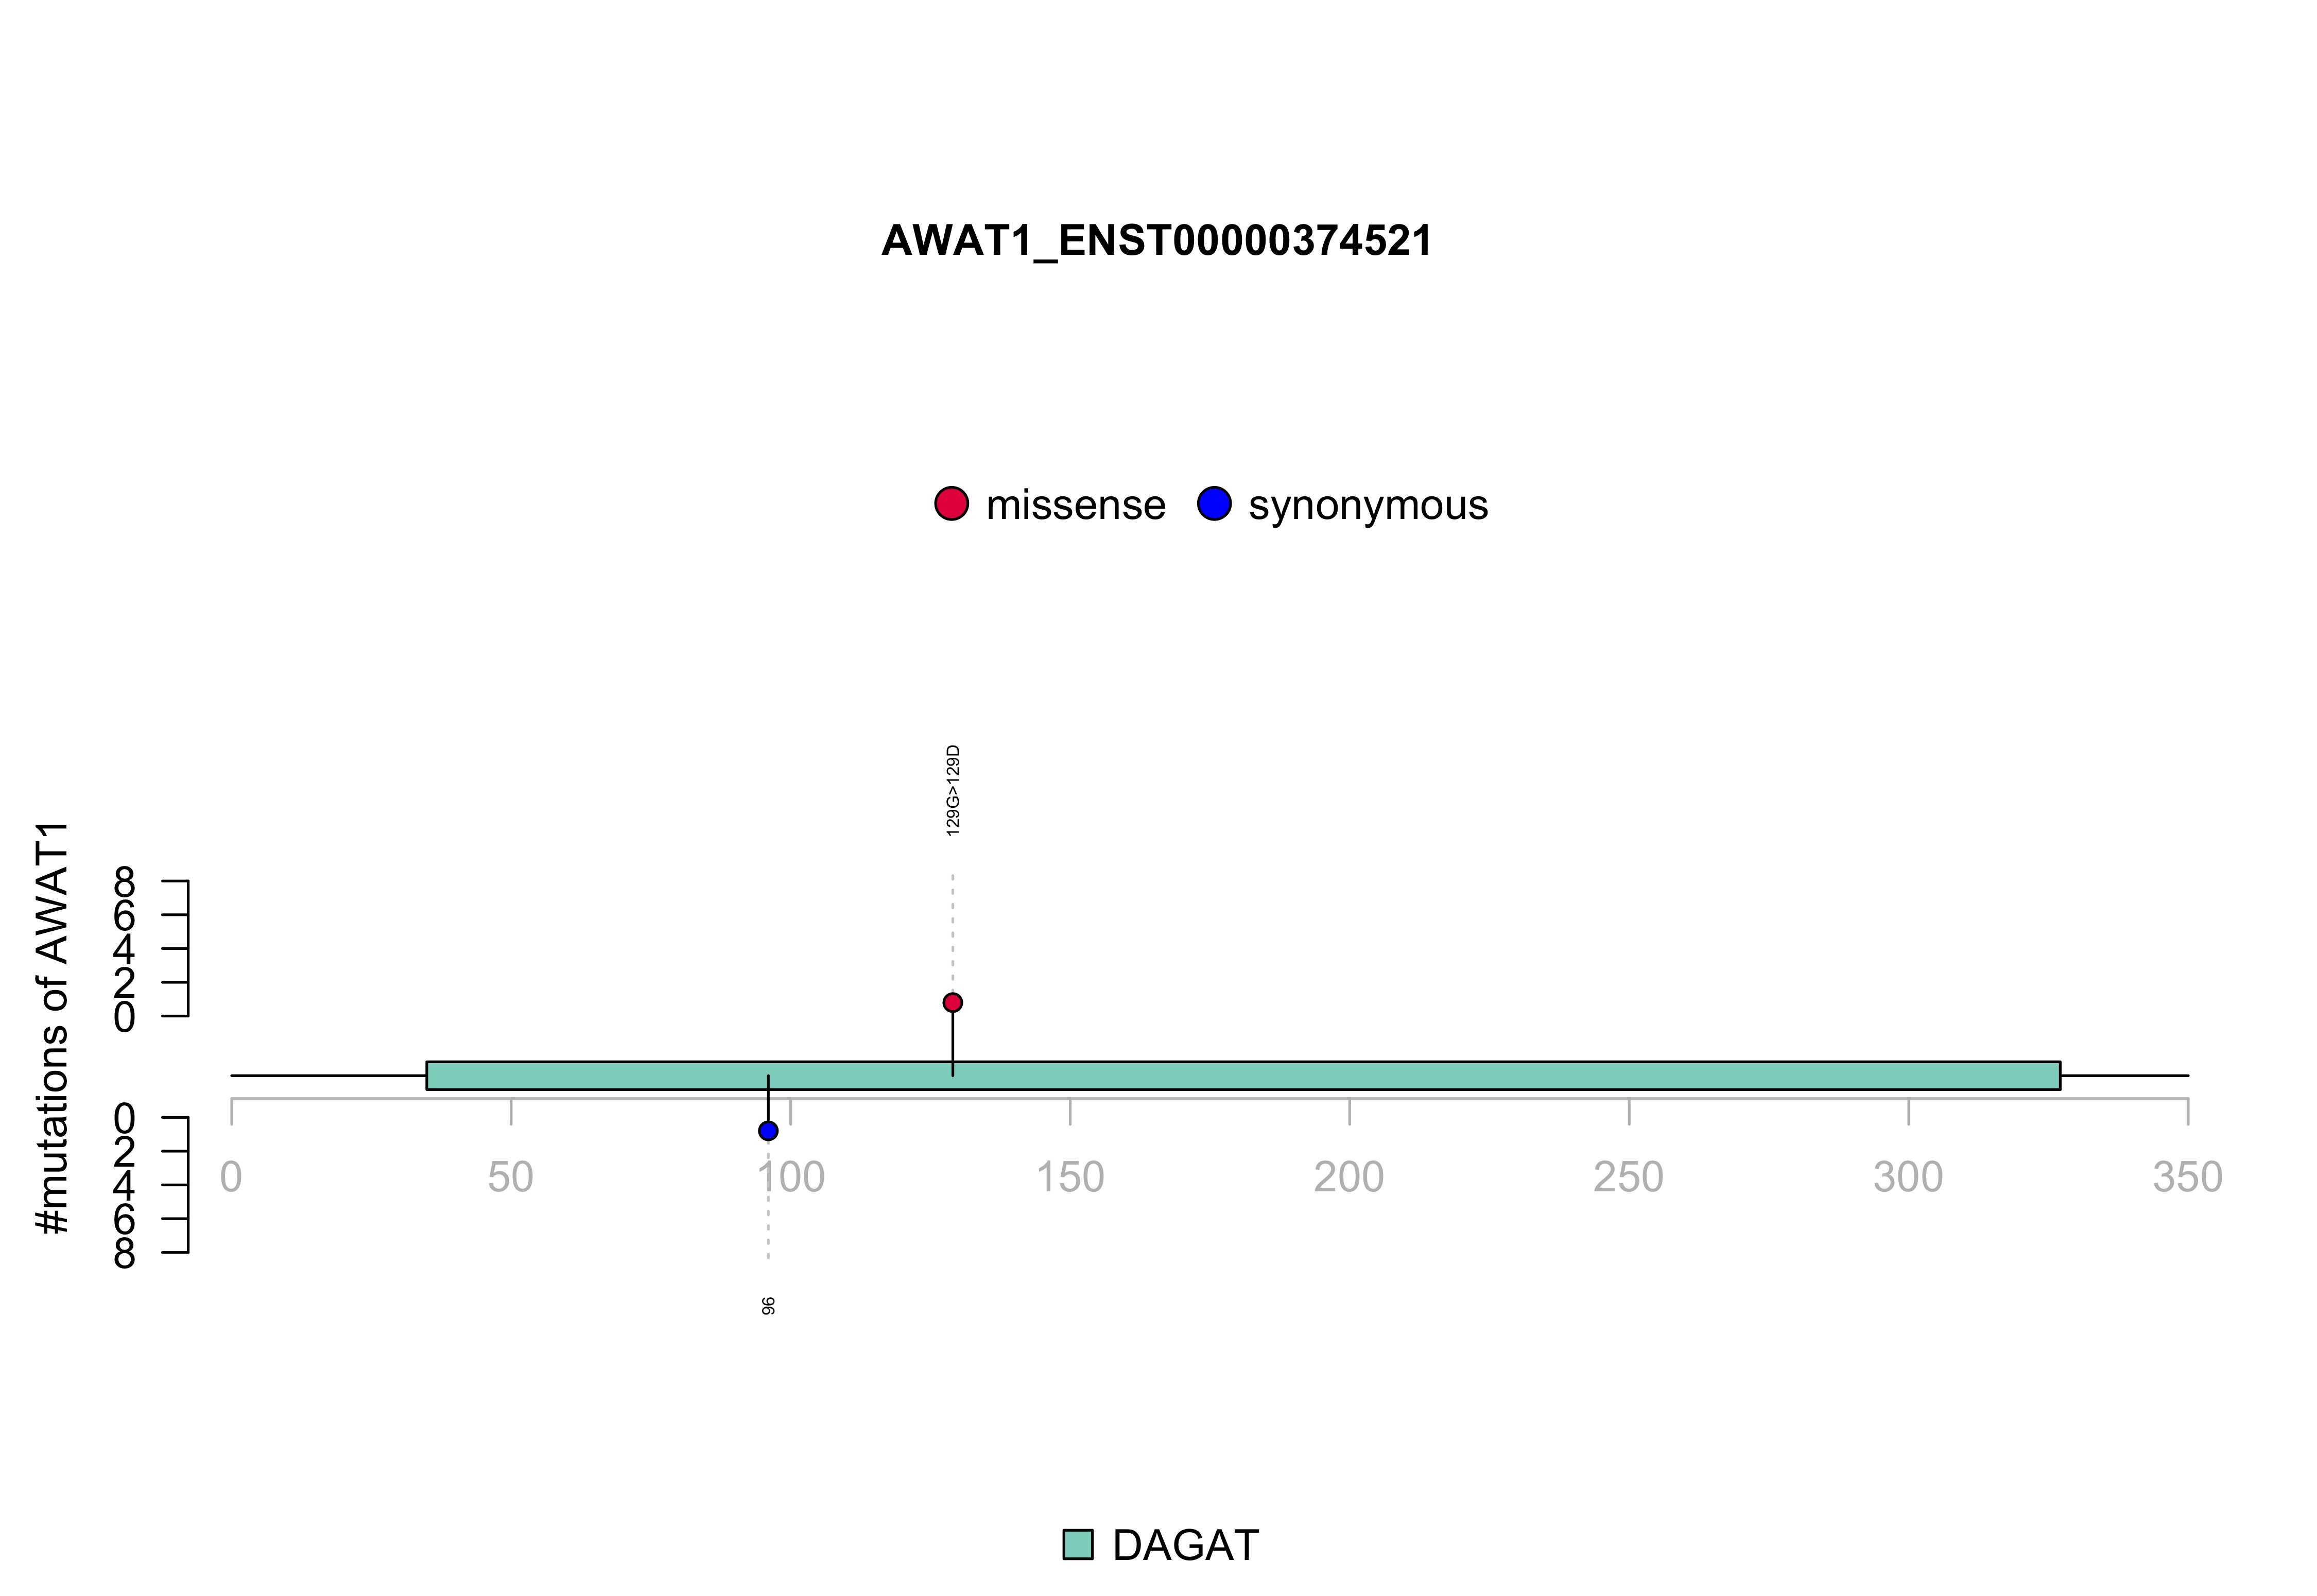 AWAT1_ENST00000374521
missense synonymous
129G>129D
#mutations of AWAT1
8
6
4
2
0
0
2
4
6
8
0 50 100 150 200 250 300 350
96
DAGAT